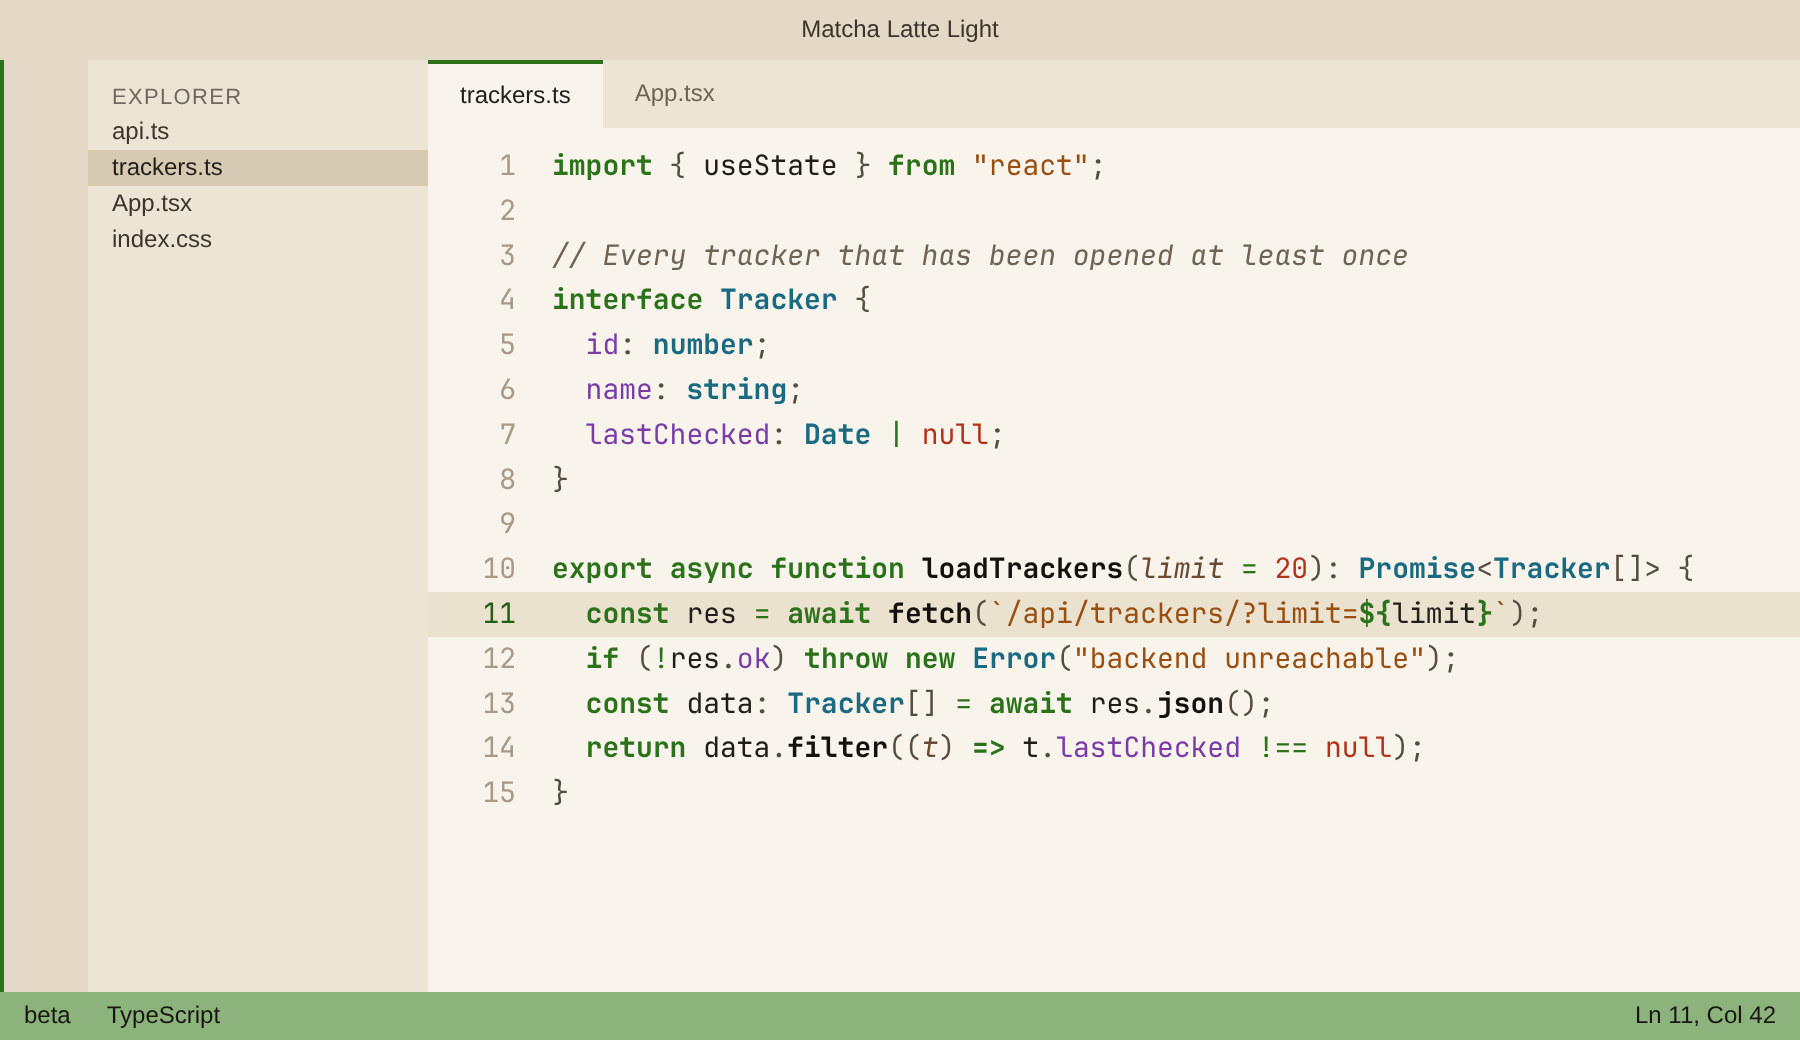 Matcha Latte Light
EXPLORER
api.ts
trackers.ts
App.tsx
index.css
trackers.ts App.tsx
1 import { useState } from "react";
2
3 // Every tracker that has been opened at least once
4 interface Tracker {
5   id: number;
6   name: string;
7   lastChecked: Date | null;
8 }
9
10 export async function loadTrackers(limit = 20): Promise<Tracker[]> {
11   const res = await fetch(`/api/trackers/?limit=${limit}`);
12   if (!res.ok) throw new Error("backend unreachable");
13   const data: Tracker[] = await res.json();
14   return data.filter((t) => t.lastChecked !== null);
15 }
beta TypeScript Ln 11, Col 42